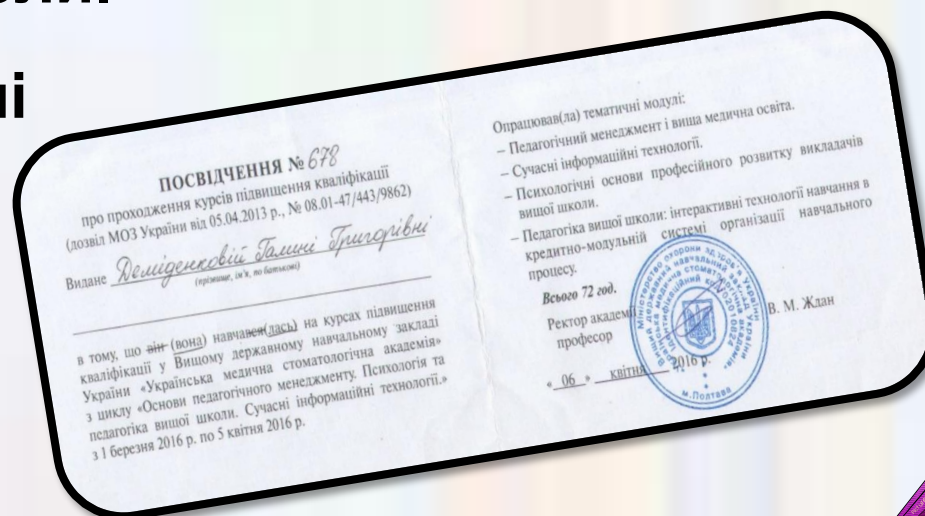 ні
ПОСВІДЧЕННЯ № 678
про проходження курсів підвищення кваліфікації
(дозвіл МОЗ України від 05.04.2013 р., № 08.01-47/443/9862)
Видане Демиденковій Галині Григорівні
(прізвище, ім'я, по батькові)
в тому, що він (вона) навчався(лась) на курсах підвищення
кваліфікації у Вищому державному навчальному закладі
України «Українська медична стоматологічна академія»
з циклу «Основи педагогічного менеджменту. Психологія та
педагогіка вищої школи. Сучасні інформаційні технології.»
з 1 березня 2016 р. по 5 квітня 2016 р.
Опрацював(ла) тематичні модулі:
– Педагогічний менеджмент і вища медична освіта.
– Сучасні інформаційні технології.
– Психологічні основи професійного розвитку викладачів
вищої школи.
– Педагогіка вищої школи: інтерактивні технології навчання в
кредитно-модульній системі організації навчального
процесу.
Всього 72 год.
Ректор академії
професор В. М. Ждан
« 06 » квітня 2016 р.
м.Полтава